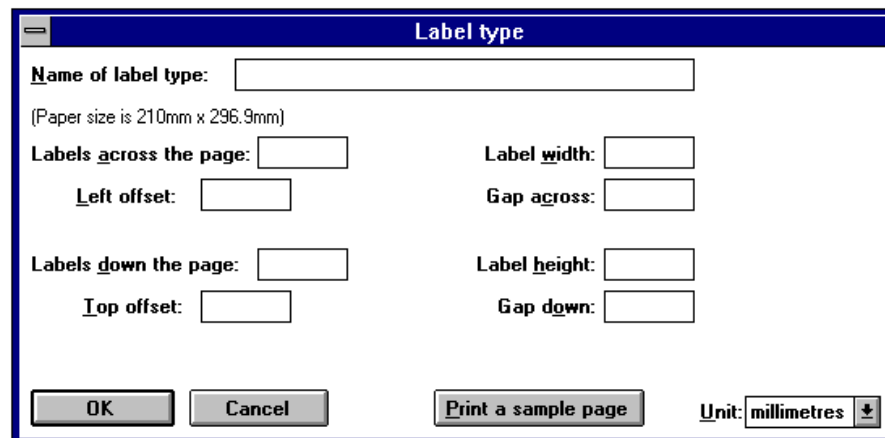 Label type
Name of label type:
(Paper size is 210mm x 296.9mm)
Labels across the page: Label width:
Left offset: Gap across:
Labels down the page: Label height:
Top offset: Gap down:
OK Cancel Print a sample page Unit: millimetres